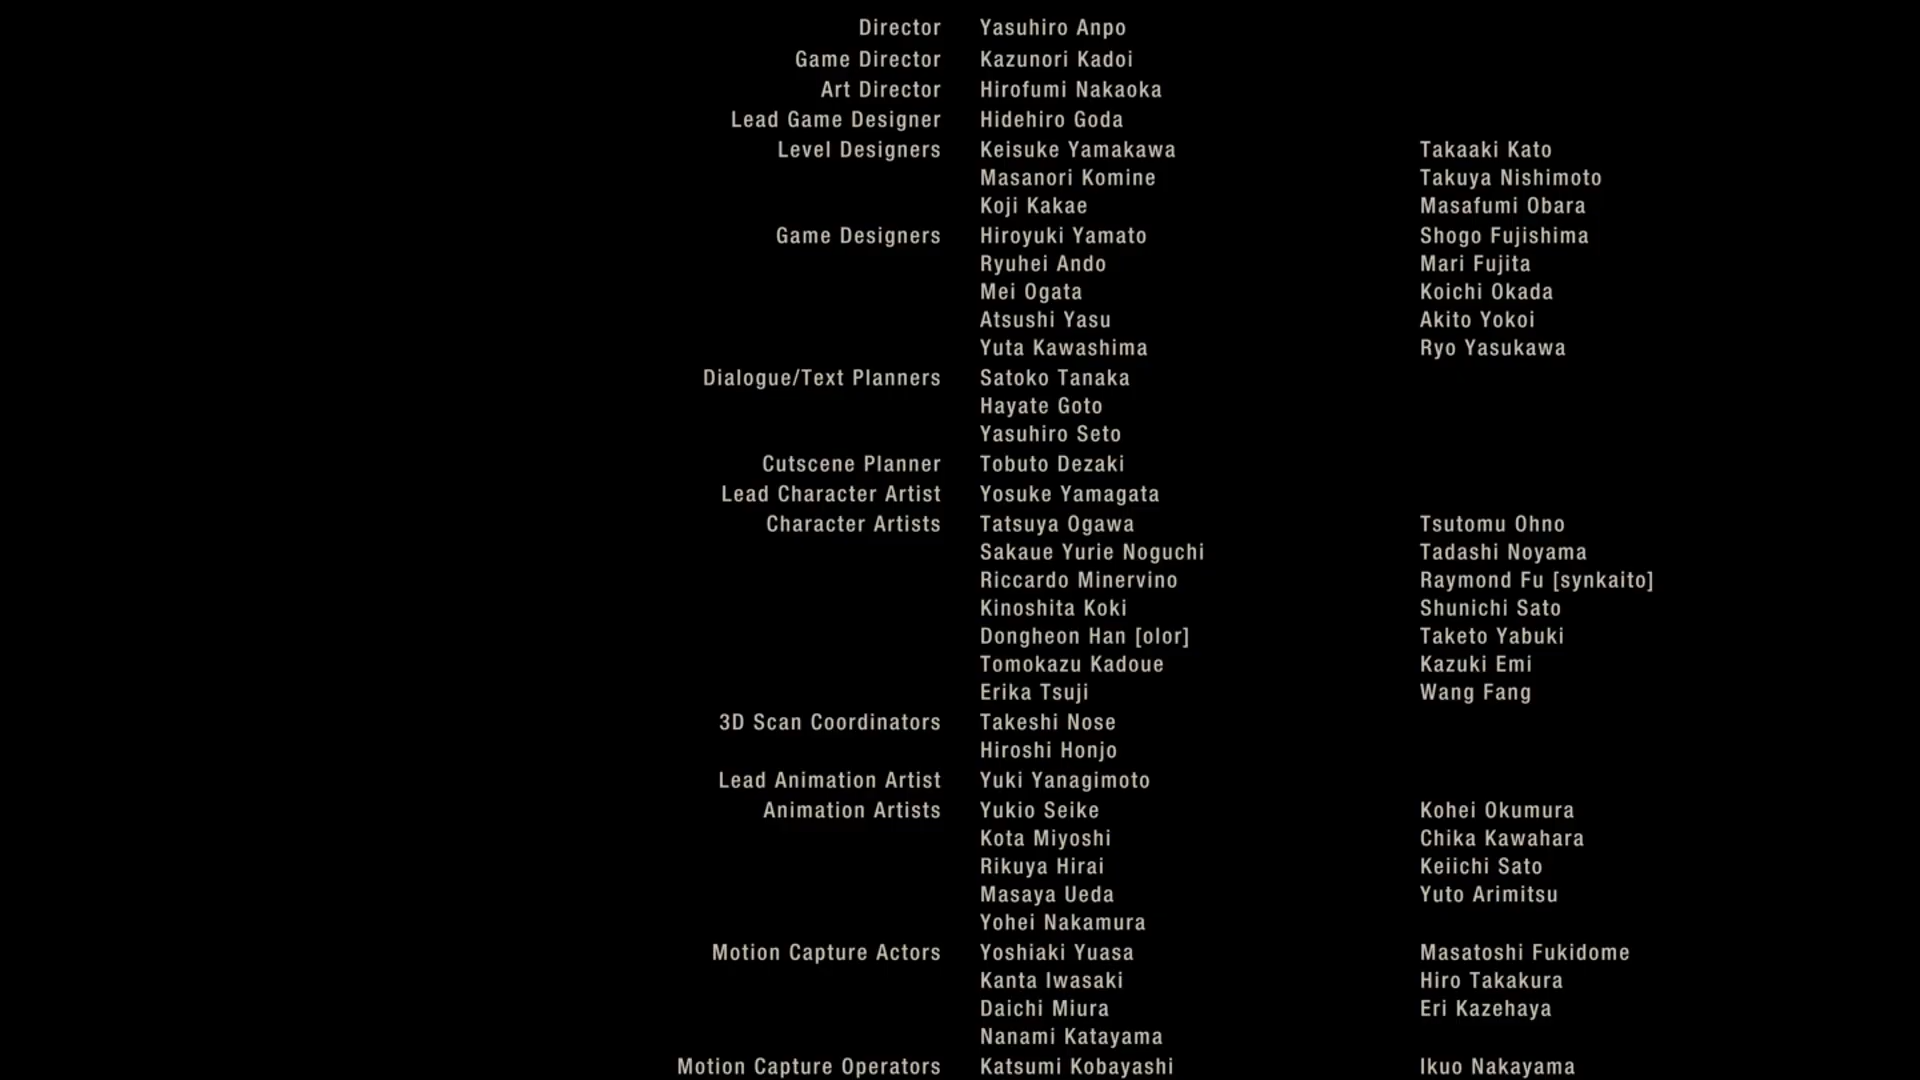 Director Yasuhiro Anpo
Game Director Kazunori Kadoi
Art Director Hirofumi Nakaoka
Lead Game Designer Hidehiro Goda
Level Designers Keisuke Yamakawa Takaaki Kato
Masanori Komine Takuya Nishimoto
Koji Kakae Masafumi Obara
Game Designers Hiroyuki Yamato Shogo Fujishima
Ryuhei Ando Mari Fujita
Mei Ogata Koichi Okada
Atsushi Yasu Akito Yokoi
Yuta Kawashima Ryo Yasukawa
Dialogue/Text Planners Satoko Tanaka
Hayate Goto
Yasuhiro Seto
Cutscene Planner Tobuto Dezaki
Lead Character Artist Yosuke Yamagata
Character Artists Tatsuya Ogawa Tsutomu Ohno
Sakaue Yurie Noguchi Tadashi Noyama
Riccardo Minervino Raymond Fu [synkaito]
Kinoshita Koki Shunichi Sato
Dongheon Han [olor] Taketo Yabuki
Tomokazu Kadoue Kazuki Emi
Erika Tsuji Wang Fang
3D Scan Coordinators Takeshi Nose
Hiroshi Honjo
Lead Animation Artist Yuki Yanagimoto
Animation Artists Yukio Seike Kohei Okumura
Kota Miyoshi Chika Kawahara
Rikuya Hirai Keiichi Sato
Masaya Ueda Yuto Arimitsu
Yohei Nakamura
Motion Capture Actors Yoshiaki Yuasa Masatoshi Fukidome
Kanta Iwasaki Hiro Takakura
Daichi Miura Eri Kazehaya
Nanami Katayama
Motion Capture Operators Katsumi Kobayashi Ikuo Nakayama